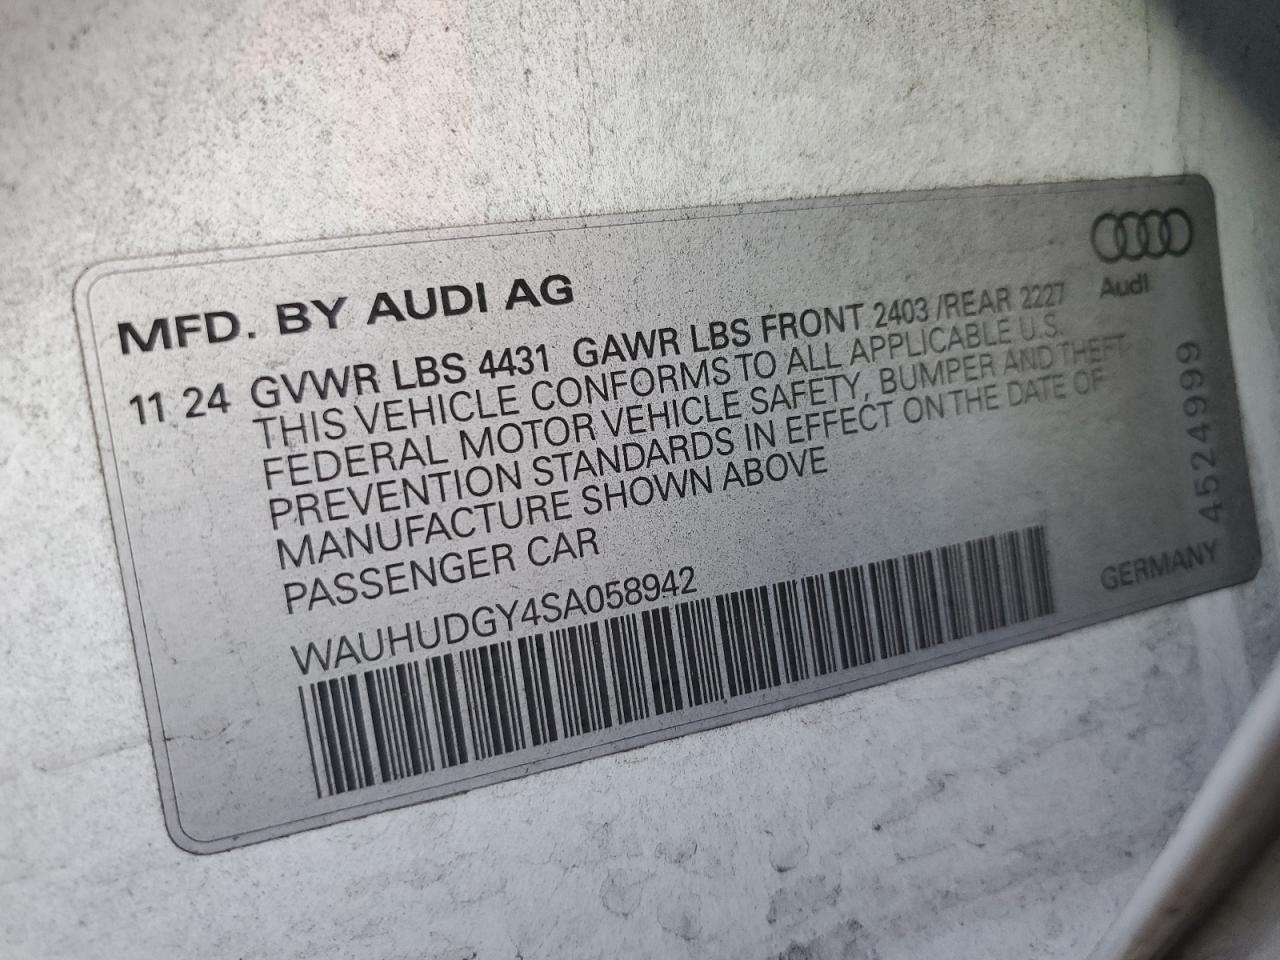 MFD. BY AUDI AG
Audi
11 24 GVWR LBS 4431 GAWR LBS FRONT 2403 /REAR 2227
THIS VEHICLE CONFORMS TO ALL APPLICABLE U.S.
FEDERAL MOTOR VEHICLE SAFETY, BUMPER AND THEFT
PREVENTION STANDARDS IN EFFECT ON THE DATE OF
MANUFACTURE SHOWN ABOVE
PASSENGER CAR
WAUHUDGY4SA058942
4524999
GERMANY